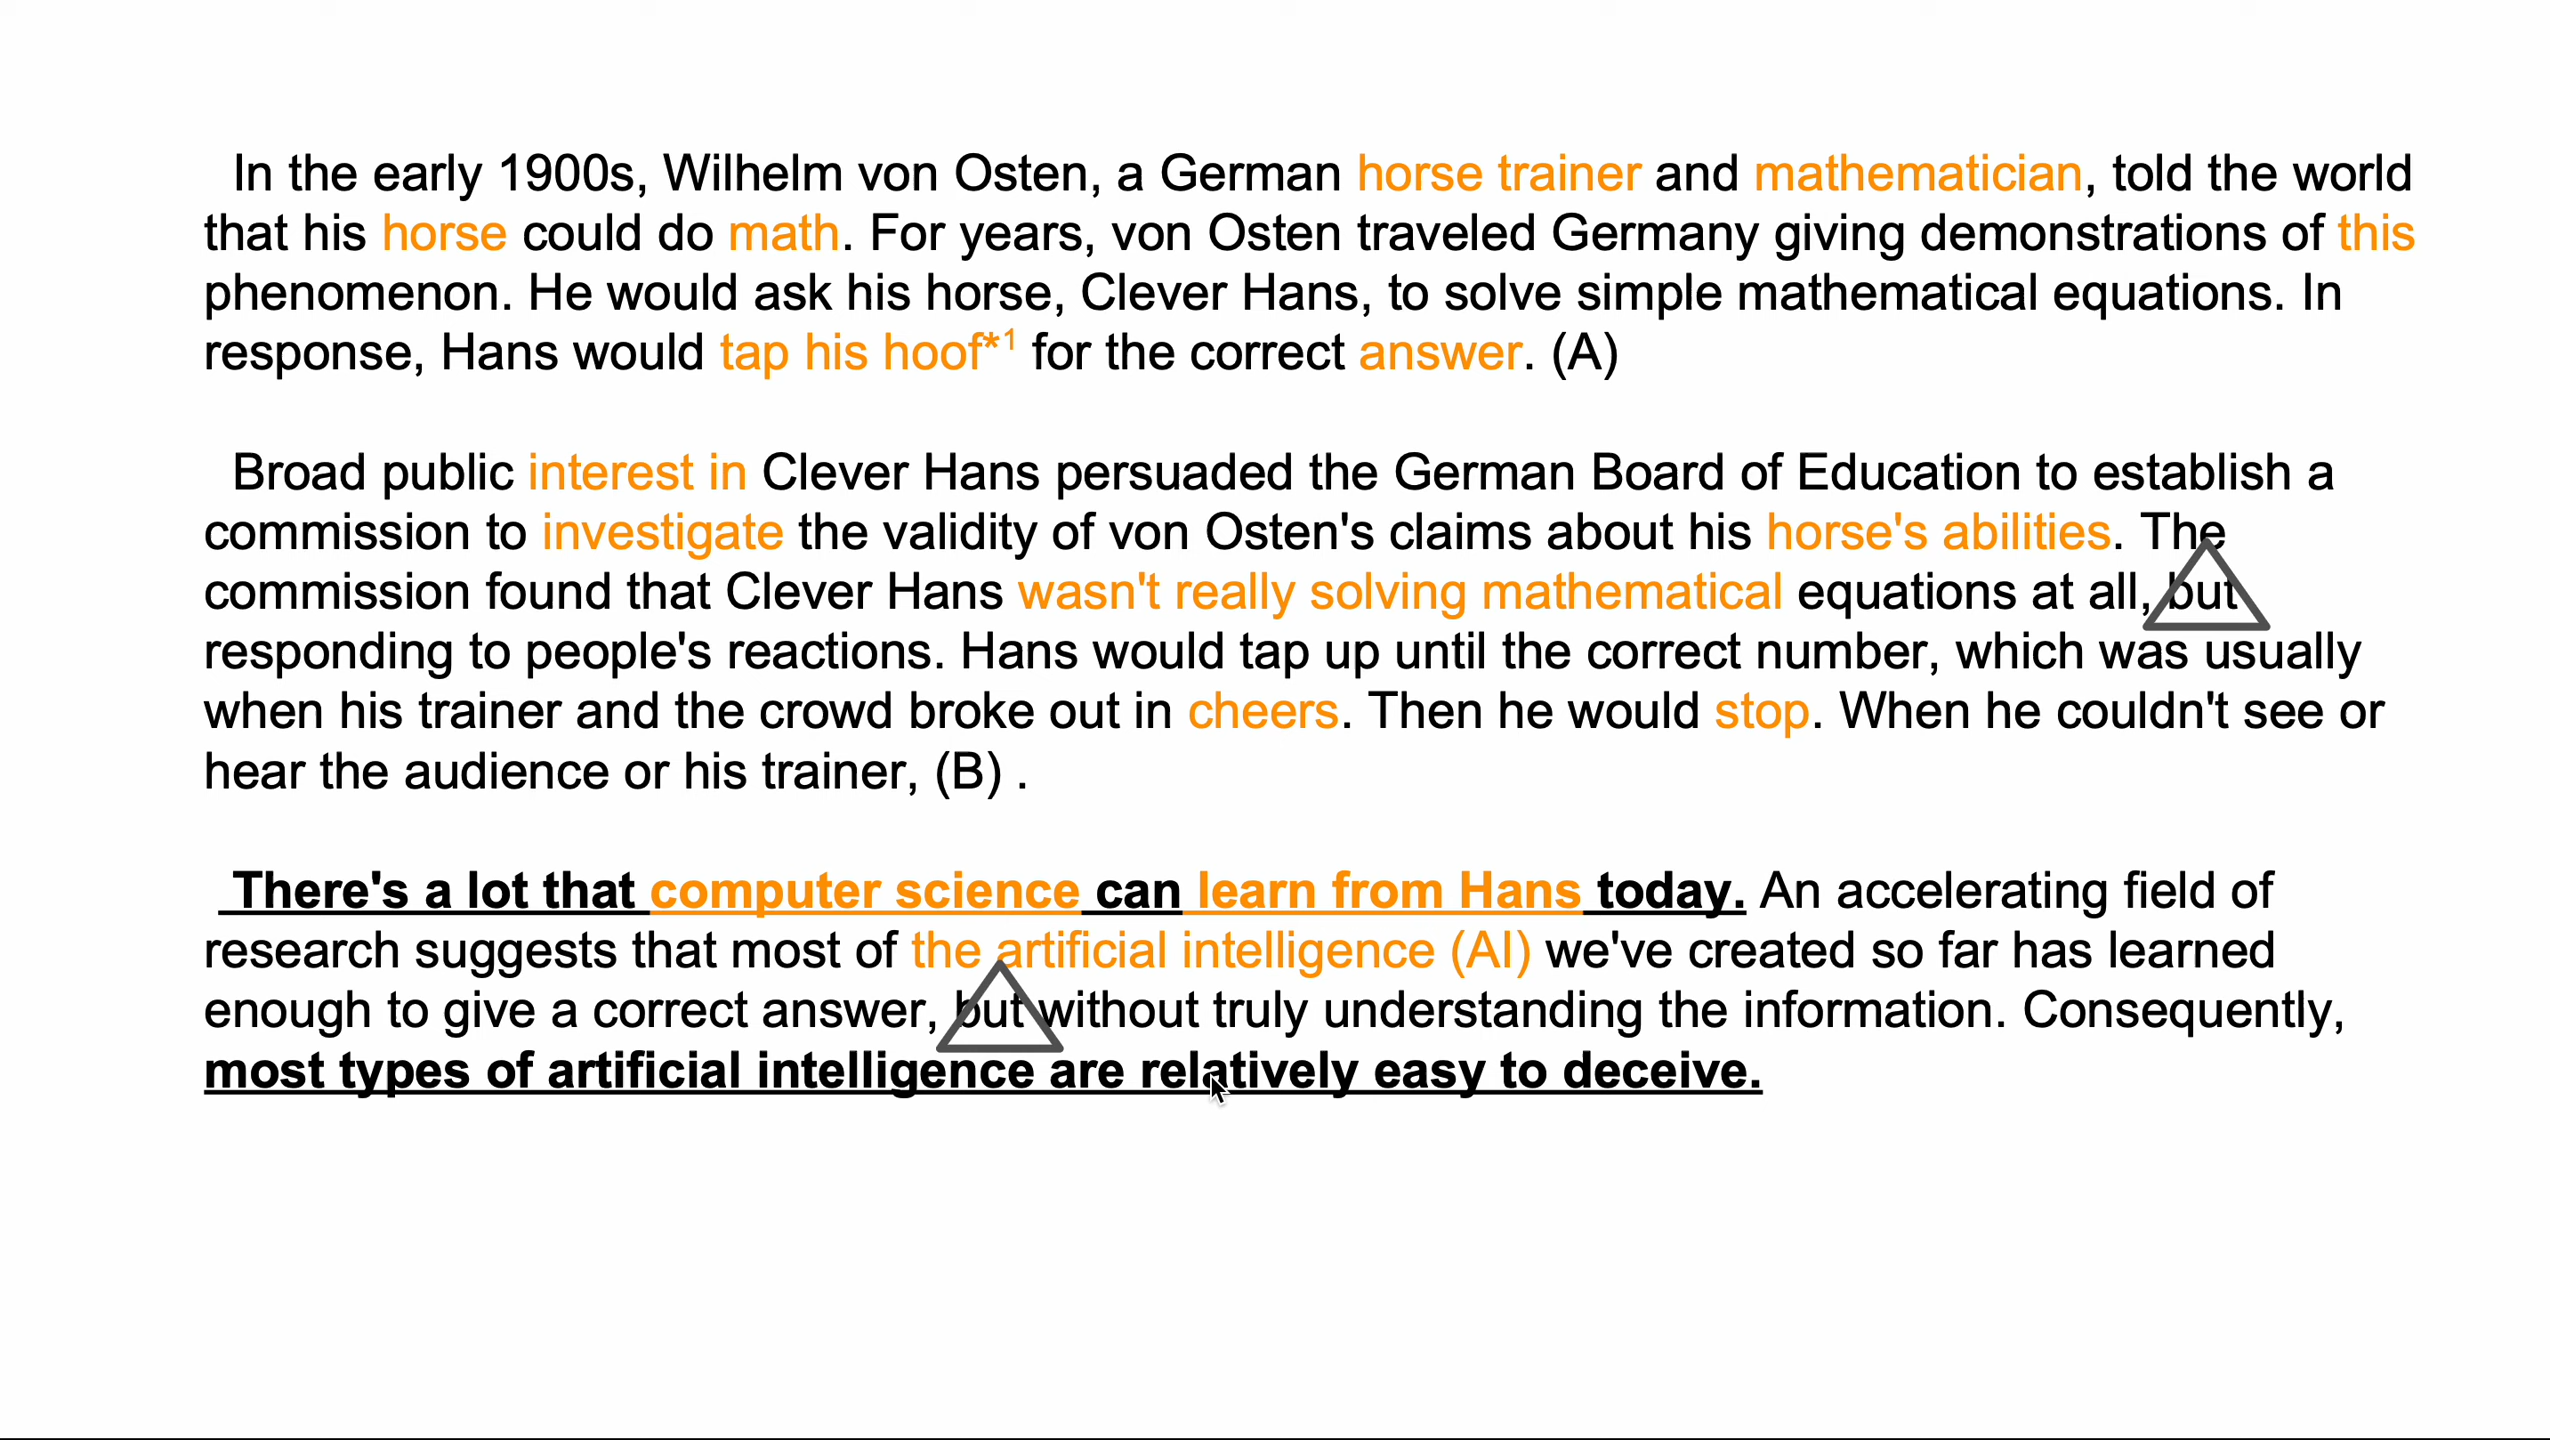 In the early 1900s, Wilhelm von Osten, a German horse trainer and mathematician, told the world
that his horse could do math. For years, von Osten traveled Germany giving demonstrations of this
phenomenon. He would ask his horse, Clever Hans, to solve simple mathematical equations. In
response, Hans would tap his hoof*1 for the correct answer. (A)
Broad public interest in Clever Hans persuaded the German Board of Education to establish a
commission to investigate the validity of von Osten's claims about his horse's abilities. The
commission found that Clever Hans wasn't really solving mathematical equations at all, but
responding to people's reactions. Hans would tap up until the correct number, which was usually
when his trainer and the crowd broke out in cheers. Then he would stop. When he couldn't see or
hear the audience or his trainer, (B) .
There's a lot that computer science can learn from Hans today. An accelerating field of
research suggests that most of the artificial intelligence (AI) we've created so far has learned
enough to give a correct answer, but without truly understanding the information. Consequently,
most types of artificial intelligence are relatively easy to deceive.